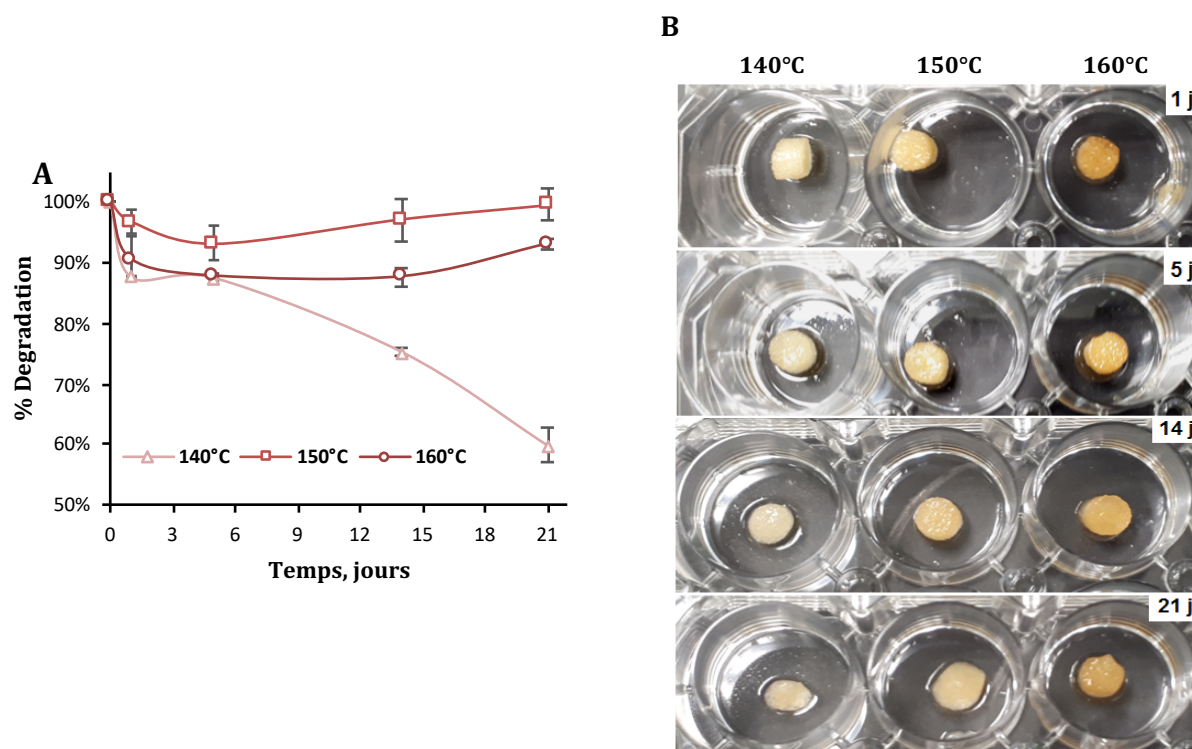 A
100%
90%
80%
70%
60%
50%
% Degradation
140°C 150°C 160°C
0 3 6 9 12 15 18 21
Temps, jours
B
140°C 150°C 160°C
1 j
5 j
14 j
21 j